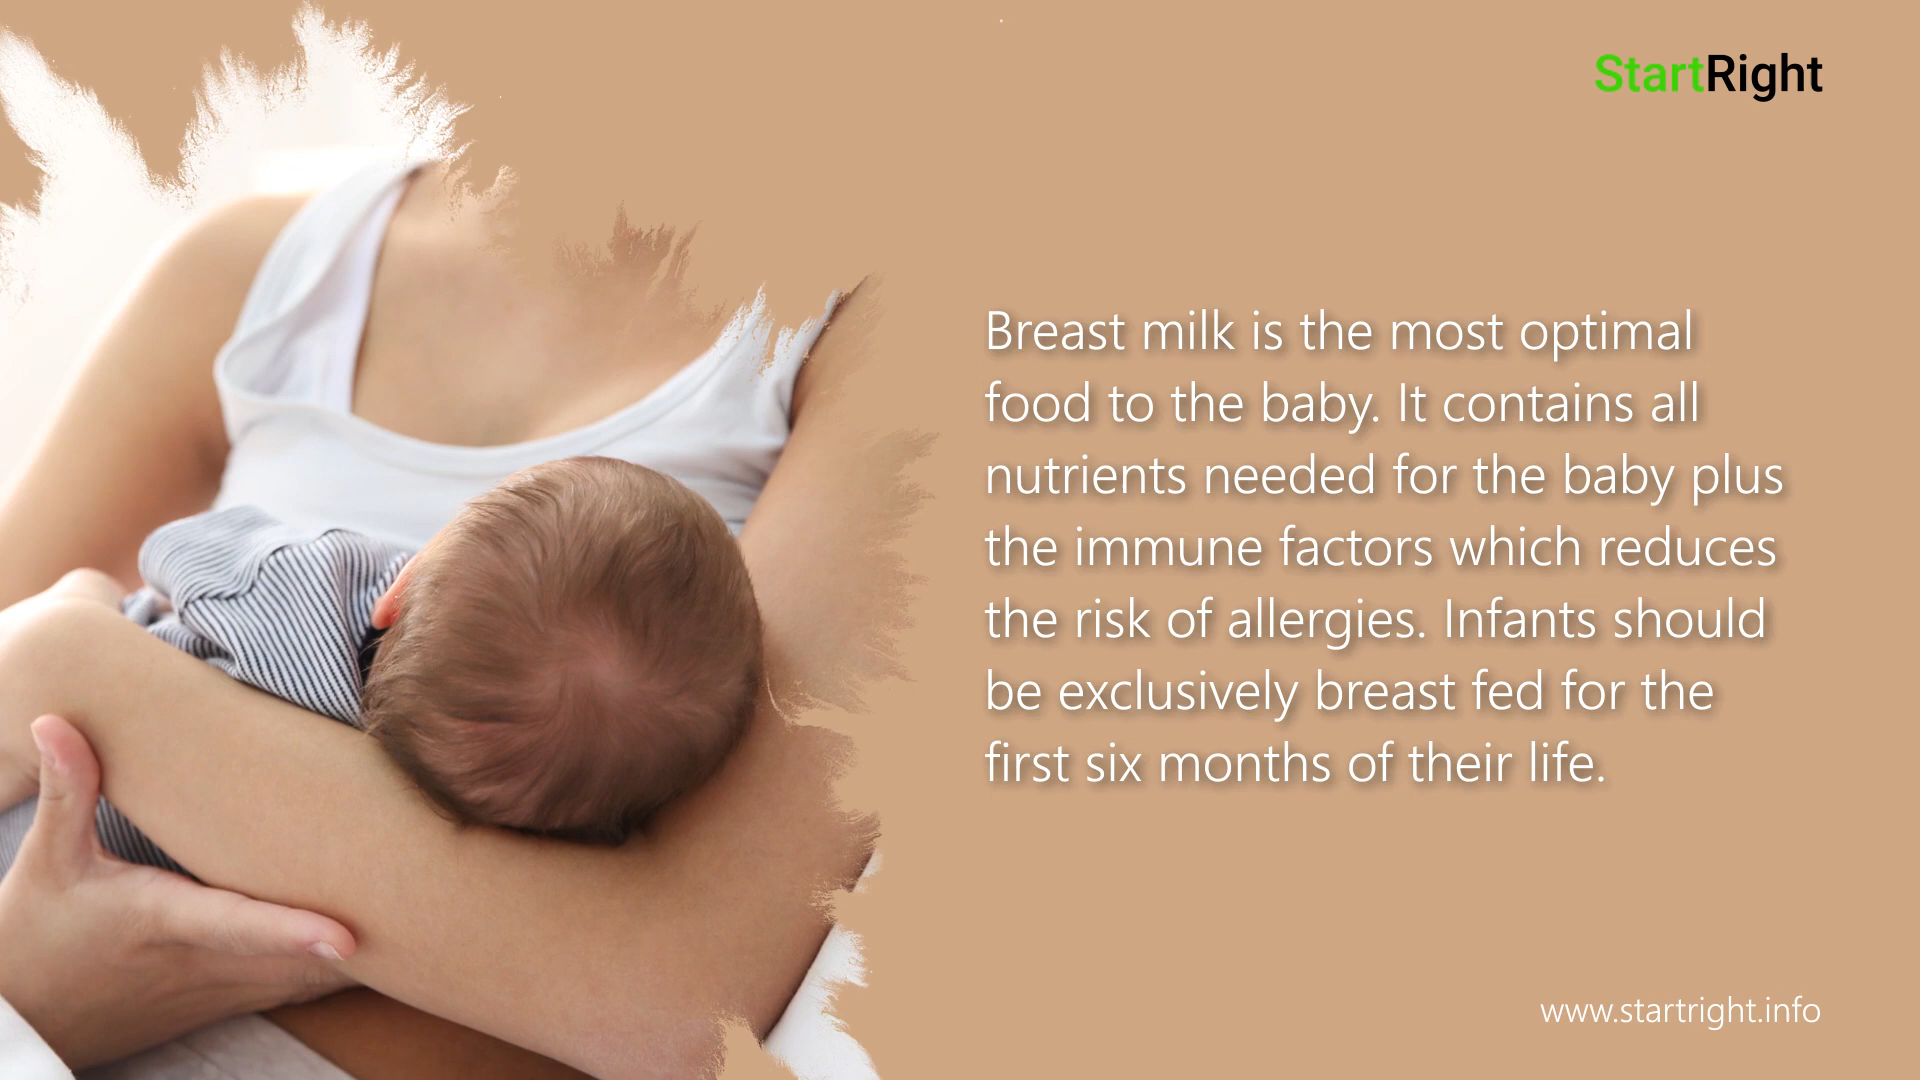 StartRight
Breast milk is the most optimal
food to the baby. It contains all
nutrients needed for the baby plus
the immune factors which reduces
the risk of allergies. Infants should
be exclusively breast fed for the
first six months of their life.
www.startright.info